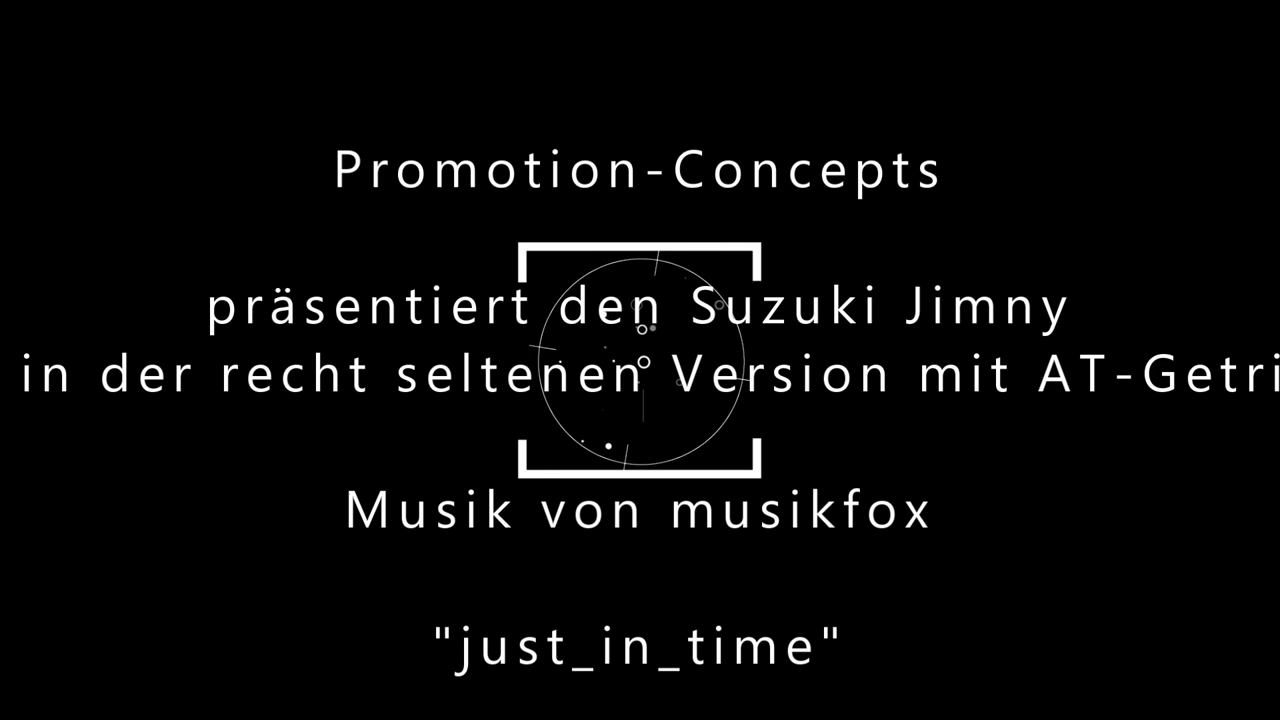 Promotion-Concepts
präsentiert den Suzuki Jimny
in der recht seltenen Version mit AT-Getri
Musik von musikfox
"just_in_time"